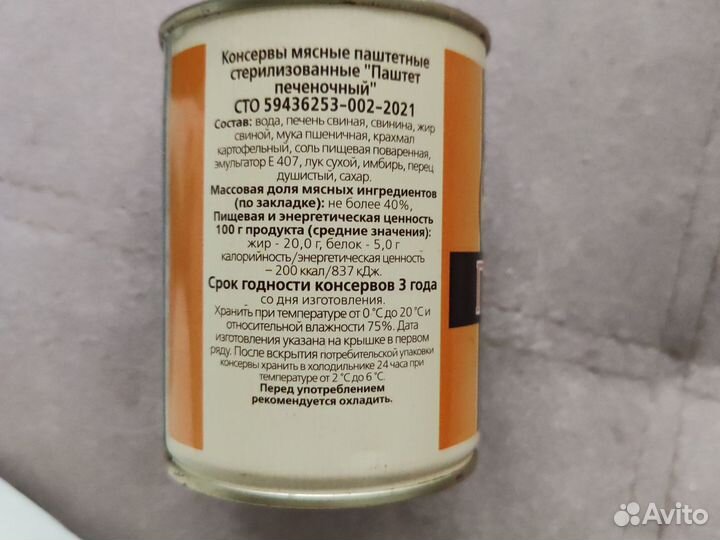 Консервы мясные паштетные
стерилизованные "Паштет
печеночный"
СТО 59436253-002-2021
Состав: вода, печень свиная, свинина, жир
свиной, мука пшеничная, крахмал
картофельный, соль пищевая поваренная,
эмульгатор Е 407, лук сухой, имбирь, перец
душистый, сахар.
Массовая доля мясных ингредиентов
(по закладке): не более 40%,
Пищевая и энергетическая ценность
100 г продукта (средние значения):
жир - 20,0 г, белок - 5,0 г
калорийность/энергетическая ценность
– 200 ккал/837 кДж.
Срок годности консервов 3 года
со дня изготовления.
Хранить при температуре от 0 °С до 20 °С и
относительной влажности 75%. Дата
изготовления указана на крышке в первом
ряду. После вскрытия потребительской упаковки
консервы хранить в холодильнике 24 часа при
температуре от 2 °С до 6 °С.
Перед употреблением
рекомендуется охладить.
Avito